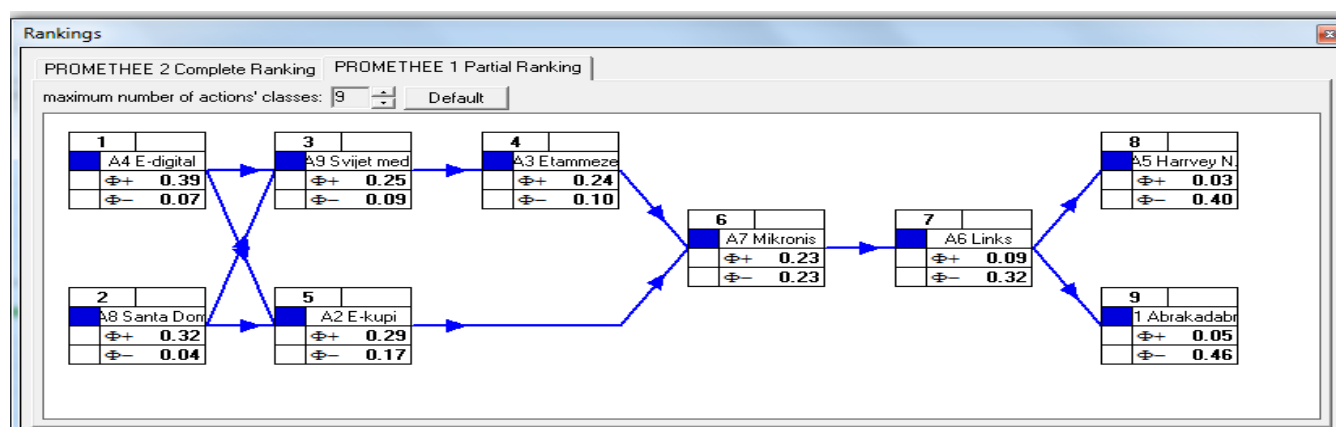 Rankings
PROMETHEE 2 Complete Ranking PROMETHEE 1 Partial Ranking
maximum number of actions' classes: 9 Default
1
A4 E-digital
Φ+ 0.39
Φ− 0.07
3
A9 Svijet med
Φ+ 0.25
Φ− 0.09
4
A3 Etammeze
Φ+ 0.24
Φ− 0.10
8
A5 Harrvey N.
Φ+ 0.03
Φ− 0.40
6
A7 Mikronis
Φ+ 0.23
Φ− 0.23
7
A6 Links
Φ+ 0.09
Φ− 0.32
2
A8 Santa Dom
Φ+ 0.32
Φ− 0.04
5
A2 E-kupi
Φ+ 0.29
Φ− 0.17
9
1 Abrakadabr
Φ+ 0.05
Φ− 0.46